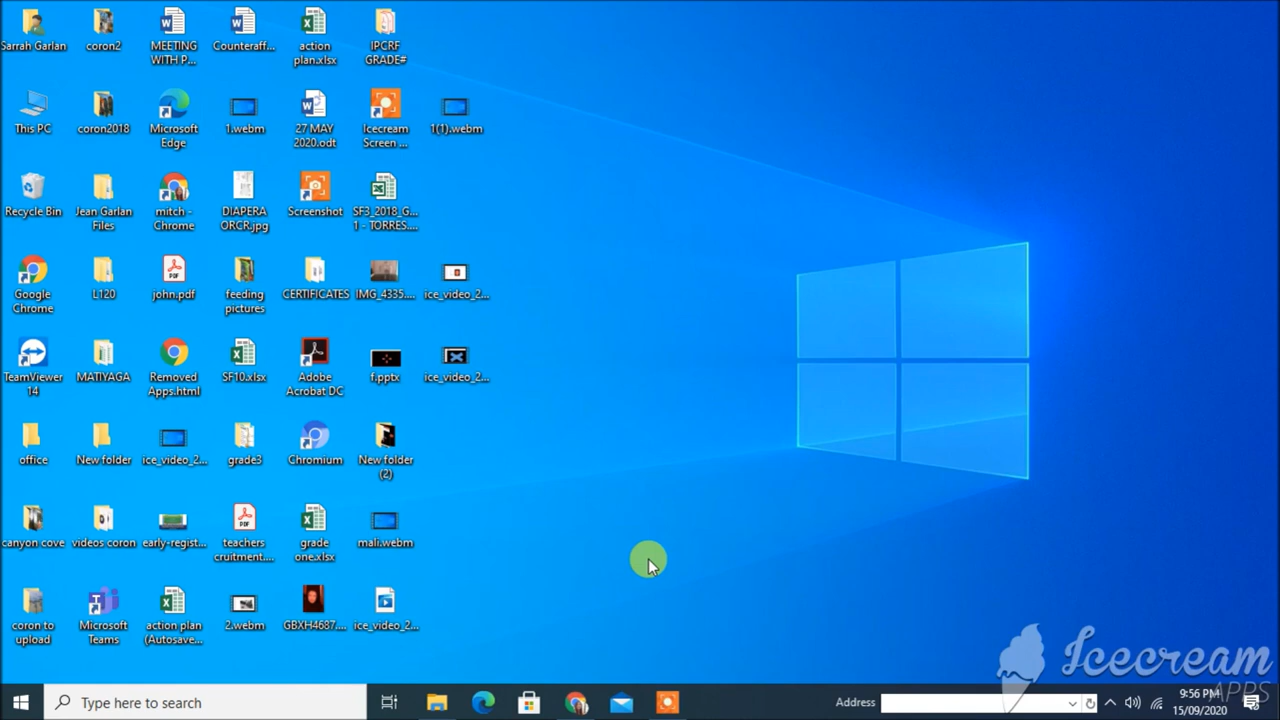 Sarrah Garlan
coron2
MEETING
WITH P...
Counteraff...
action
plan.xlsx
IPCRF
GRADE#
This PC
coron2018
Microsoft
Edge
1.webm
27 MAY
2020.odt
Icecream
Screen ...
1(1).webm
Recycle Bin
Jean Garlan
Files
mitch -
Chrome
DIAPERA
ORCR.jpg
Screenshot
SF3_2018_G...
1 - TORRES....
Google
Chrome
L120
john.pdf
feeding
pictures
CERTIFICATES
IMG_4335....
ice_video_2...
TeamViewer
14
MATIYAGA
Removed
Apps.html
SF10.xlsx
Adobe
Acrobat DC
f.pptx
ice_video_2...
office
New folder
ice_video_2...
grade3
Chromium
New folder
(2)
canyon cove
videos coron
early-regist...
teachers
cruitment....
grade
one.xlsx
mali.webm
coron to
upload
Microsoft
Teams
action plan
(Autosave...
2.webm
GBXH4687....
ice_video_2...
Icecream
APPS
Type here to search
Address
9:56 PM
15/09/2020